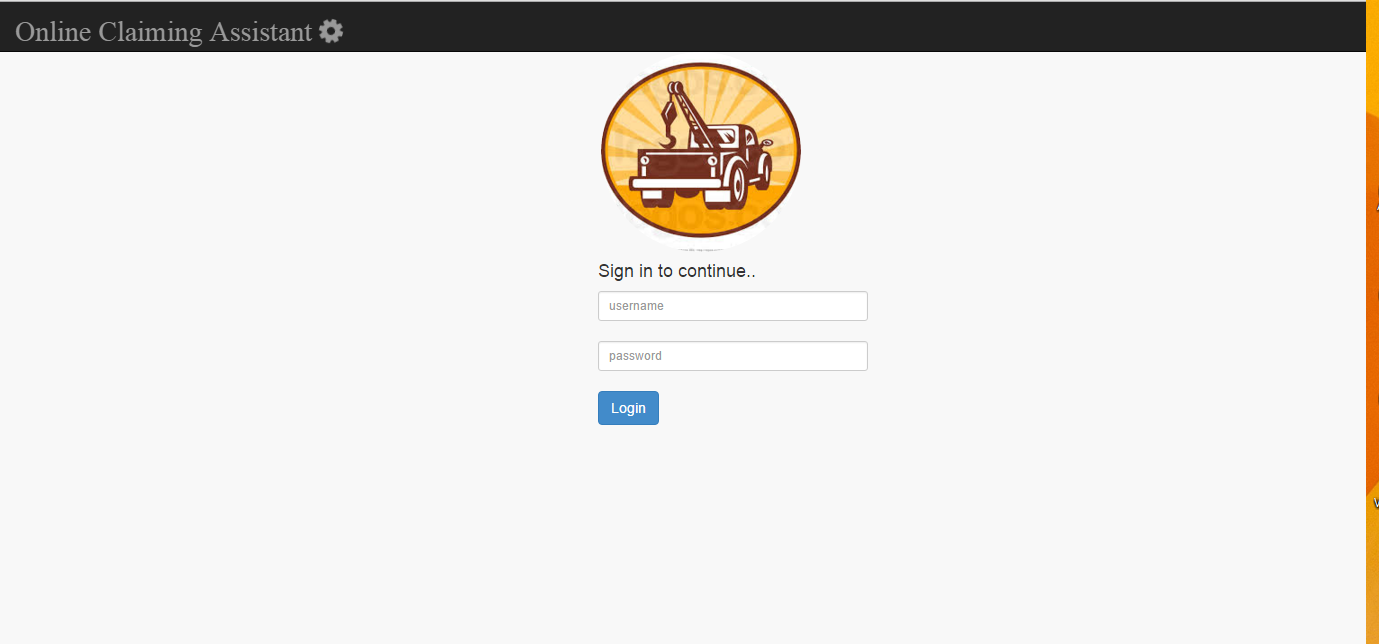 Online Claiming Assistant
Sign in to continue..
username
password
Login